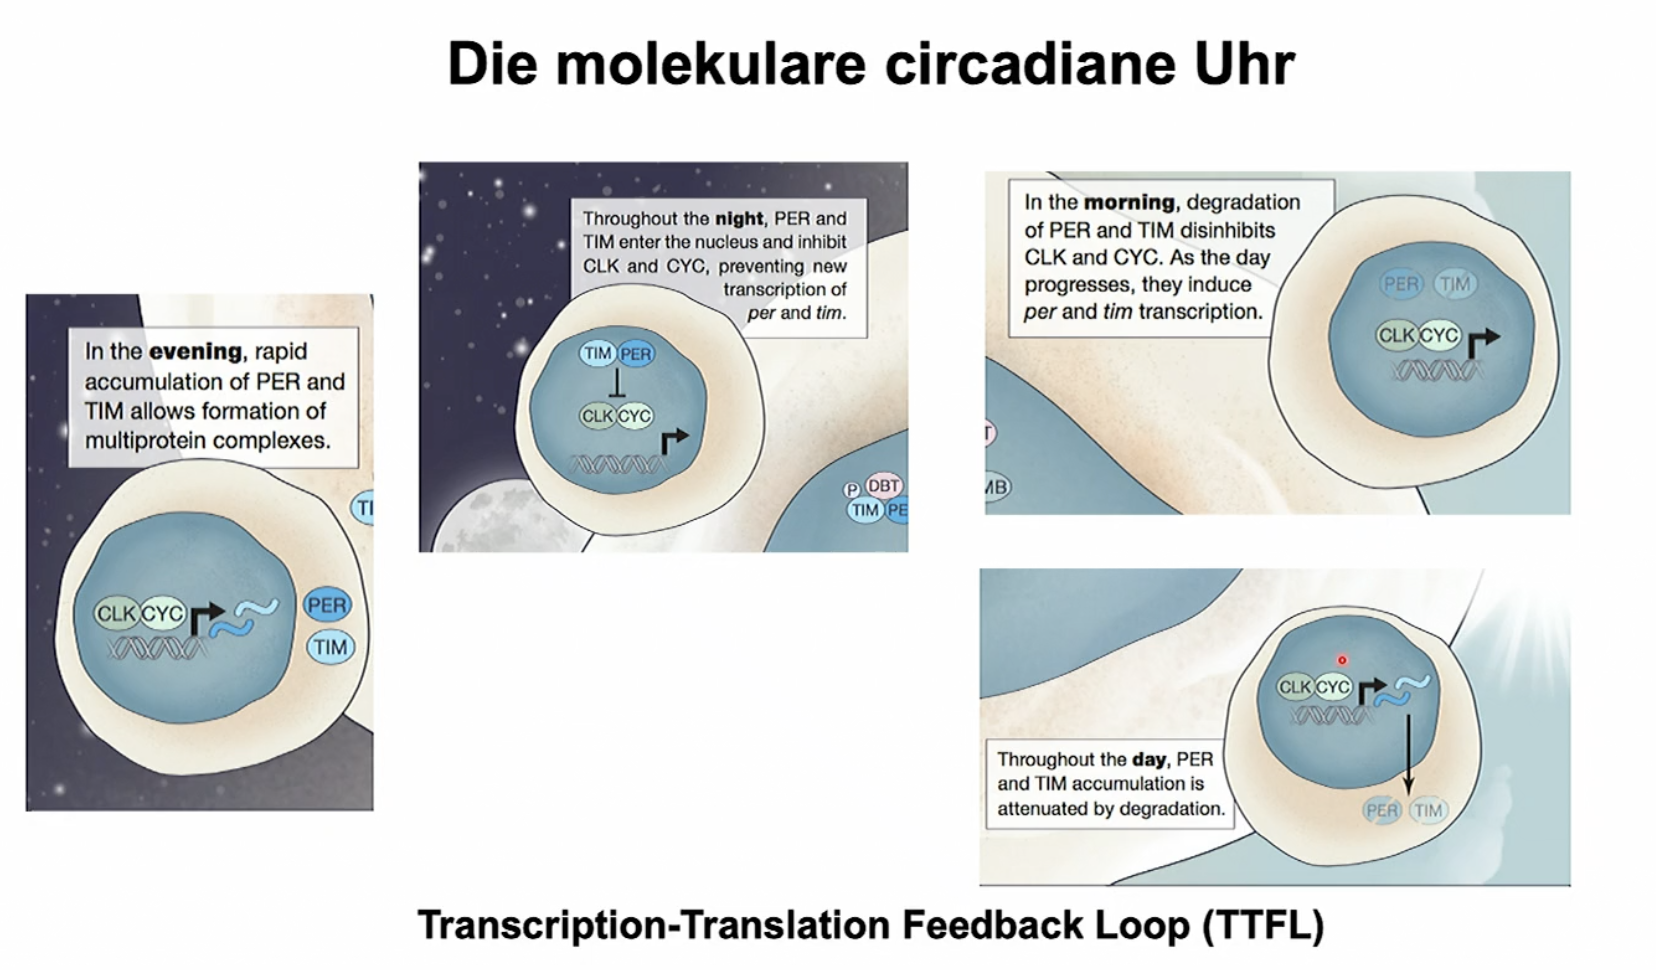 Die molekulare circadiane Uhr
In the evening, rapid
accumulation of PER and
TIM allows formation of
multiprotein complexes.
TI
CLK CYC
PER
TIM
Throughout the night, PER and
TIM enter the nucleus and inhibit
CLK and CYC, preventing new
transcription of
per and tim.
TIM PER
CLK CYC
P DBT
TIM PE
In the morning, degradation
of PER and TIM disinhibits
CLK and CYC. As the day
progresses, they induce
per and tim transcription.
PER TIM
CLK CYC
T
MB
CLK CYC
Throughout the day, PER
and TIM accumulation is
attenuated by degradation.
PER TIM
Transcription-Translation Feedback Loop (TTFL)